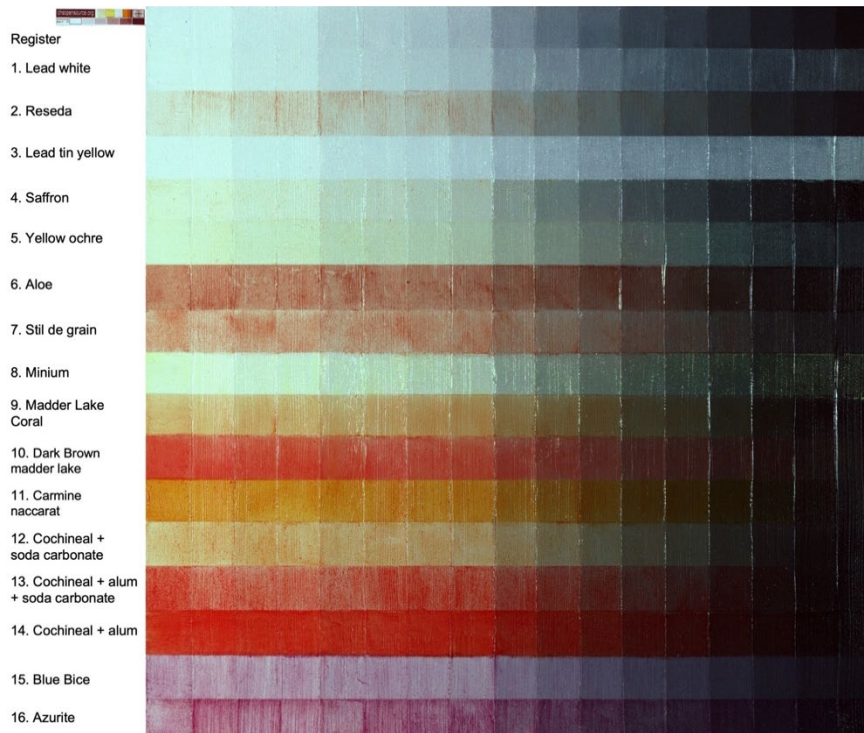 chsopensource.org
Register
1. Lead white
2. Reseda
3. Lead tin yellow
4. Saffron
5. Yellow ochre
6. Aloe
7. Stil de grain
8. Minium
9. Madder Lake
Coral
10. Dark Brown
madder lake
11. Carmine
naccarat
12. Cochineal +
soda carbonate
13. Cochineal + alum
+ soda carbonate
14. Cochineal + alum
15. Blue Bice
16. Azurite